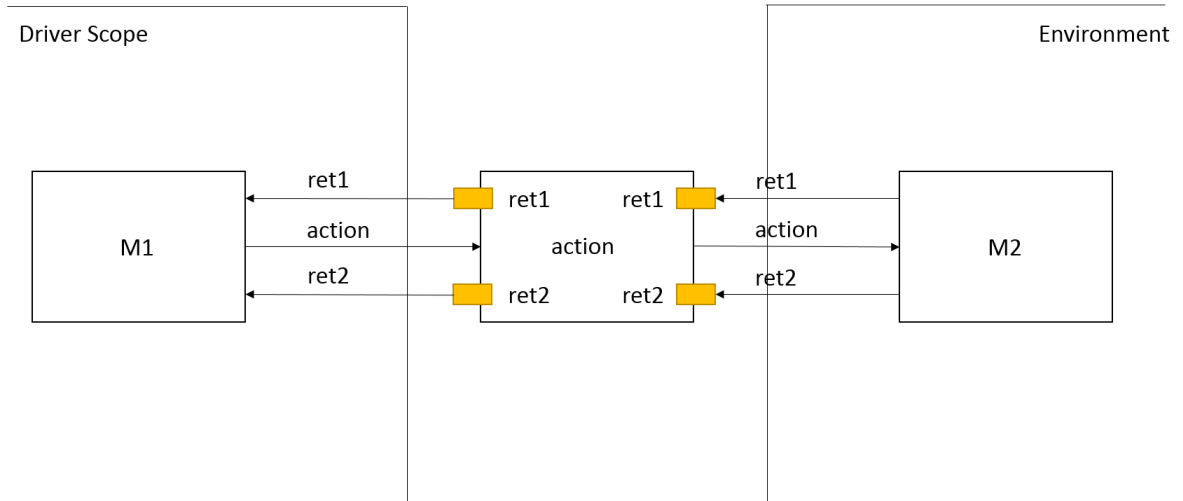 Driver Scope
Environment
ret1
ret1
ret1
ret1
M1
action
action
action
M2
ret2
ret2
ret2
ret2